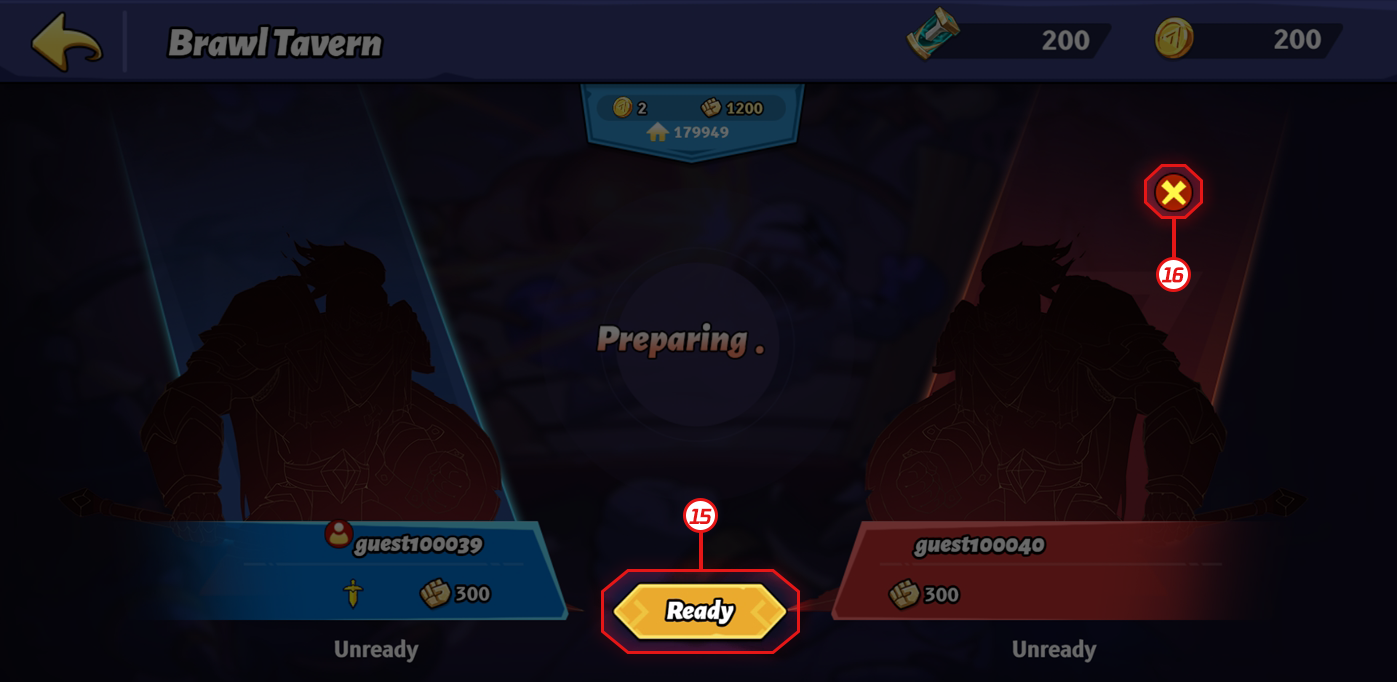 Brawl Tavern
200
200
2
1200
179949
16
Preparing .
15
guest100039
guest100040
300
300
Ready
Unready
Unready